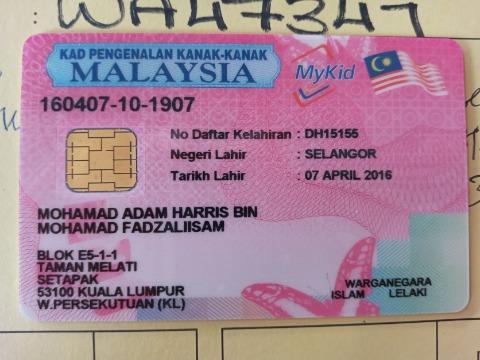 WA47347
KAD PENGENALAN KANAK-KANAK
MALAYSIA
MyKid
160407-10-1907
No Daftar Kelahiran : DH15155
Negeri Lahir : SELANGOR
Tarikh Lahir : 07 APRIL 2016
MOHAMAD ADAM HARRIS BIN
MOHAMAD FADZALIISAM
BLOK E5-1-1
TAMAN MELATI
SETAPAK
53100 KUALA LUMPUR
W.PERSEKUTUAN (KL)
WARGANEGARA
ISLAM LELAKI